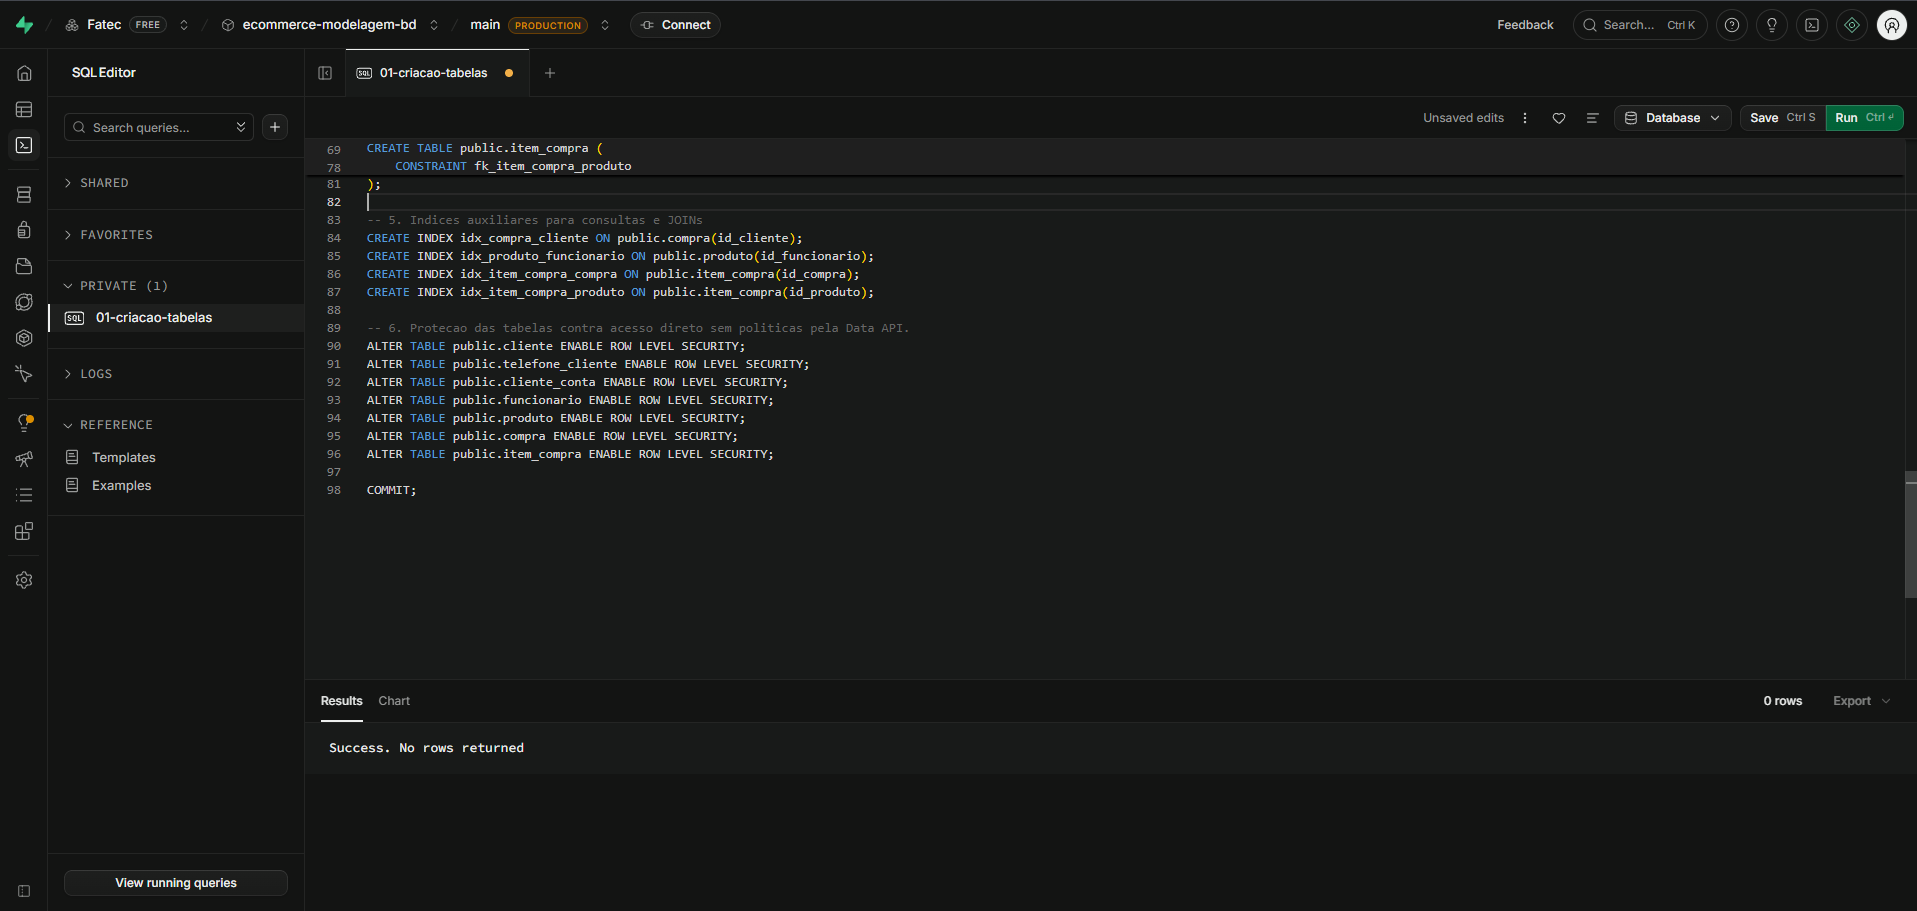 Fatec FREE ecommerce-modelagem-bd main PRODUCTION Connect Feedback Search... Ctrl K
SQL Editor
SQL 01-criacao-tabelas
Search queries...
Unsaved edits Database Save Ctrl S Run Ctrl ↵
SHARED
FAVORITES
PRIVATE (1)
SQL 01-criacao-tabelas
LOGS
REFERENCE
Templates
Examples
View running queries
69 CREATE TABLE public.item_compra (
78 CONSTRAINT fk_item_compra_produto
81 );
82
83 -- 5. Indices auxiliares para consultas e JOINs
84 CREATE INDEX idx_compra_cliente ON public.compra(id_cliente);
85 CREATE INDEX idx_produto_funcionario ON public.produto(id_funcionario);
86 CREATE INDEX idx_item_compra_compra ON public.item_compra(id_compra);
87 CREATE INDEX idx_item_compra_produto ON public.item_compra(id_produto);
88
89 -- 6. Protecao das tabelas contra acesso direto sem politicas pela Data API.
90 ALTER TABLE public.cliente ENABLE ROW LEVEL SECURITY;
91 ALTER TABLE public.telefone_cliente ENABLE ROW LEVEL SECURITY;
92 ALTER TABLE public.cliente_conta ENABLE ROW LEVEL SECURITY;
93 ALTER TABLE public.funcionario ENABLE ROW LEVEL SECURITY;
94 ALTER TABLE public.produto ENABLE ROW LEVEL SECURITY;
95 ALTER TABLE public.compra ENABLE ROW LEVEL SECURITY;
96 ALTER TABLE public.item_compra ENABLE ROW LEVEL SECURITY;
97
98 COMMIT;
Results Chart 0 rows Export
Success. No rows returned